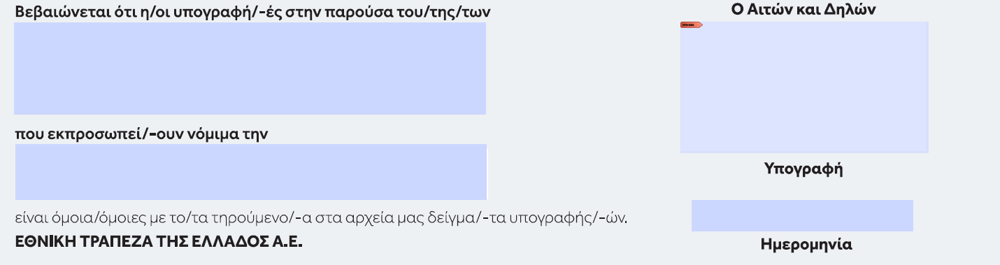 Βεβαιώνεται ότι η/οι υπογραφή/-ές στην παρούσα του/της/των
που εκπροσωπεί/-ουν νόμιμα την
είναι όμοια/όμοιες με το/τα τηρούμενο/-α στα αρχεία μας δείγμα/-τα υπογραφής/-ών.
ΕΘΝΙΚΗ ΤΡΑΠΕΖΑ ΤΗΣ ΕΛΛΑΔΟΣ Α.Ε.
Ο Αιτών και Δηλών
Υπογραφή
Ημερομηνία